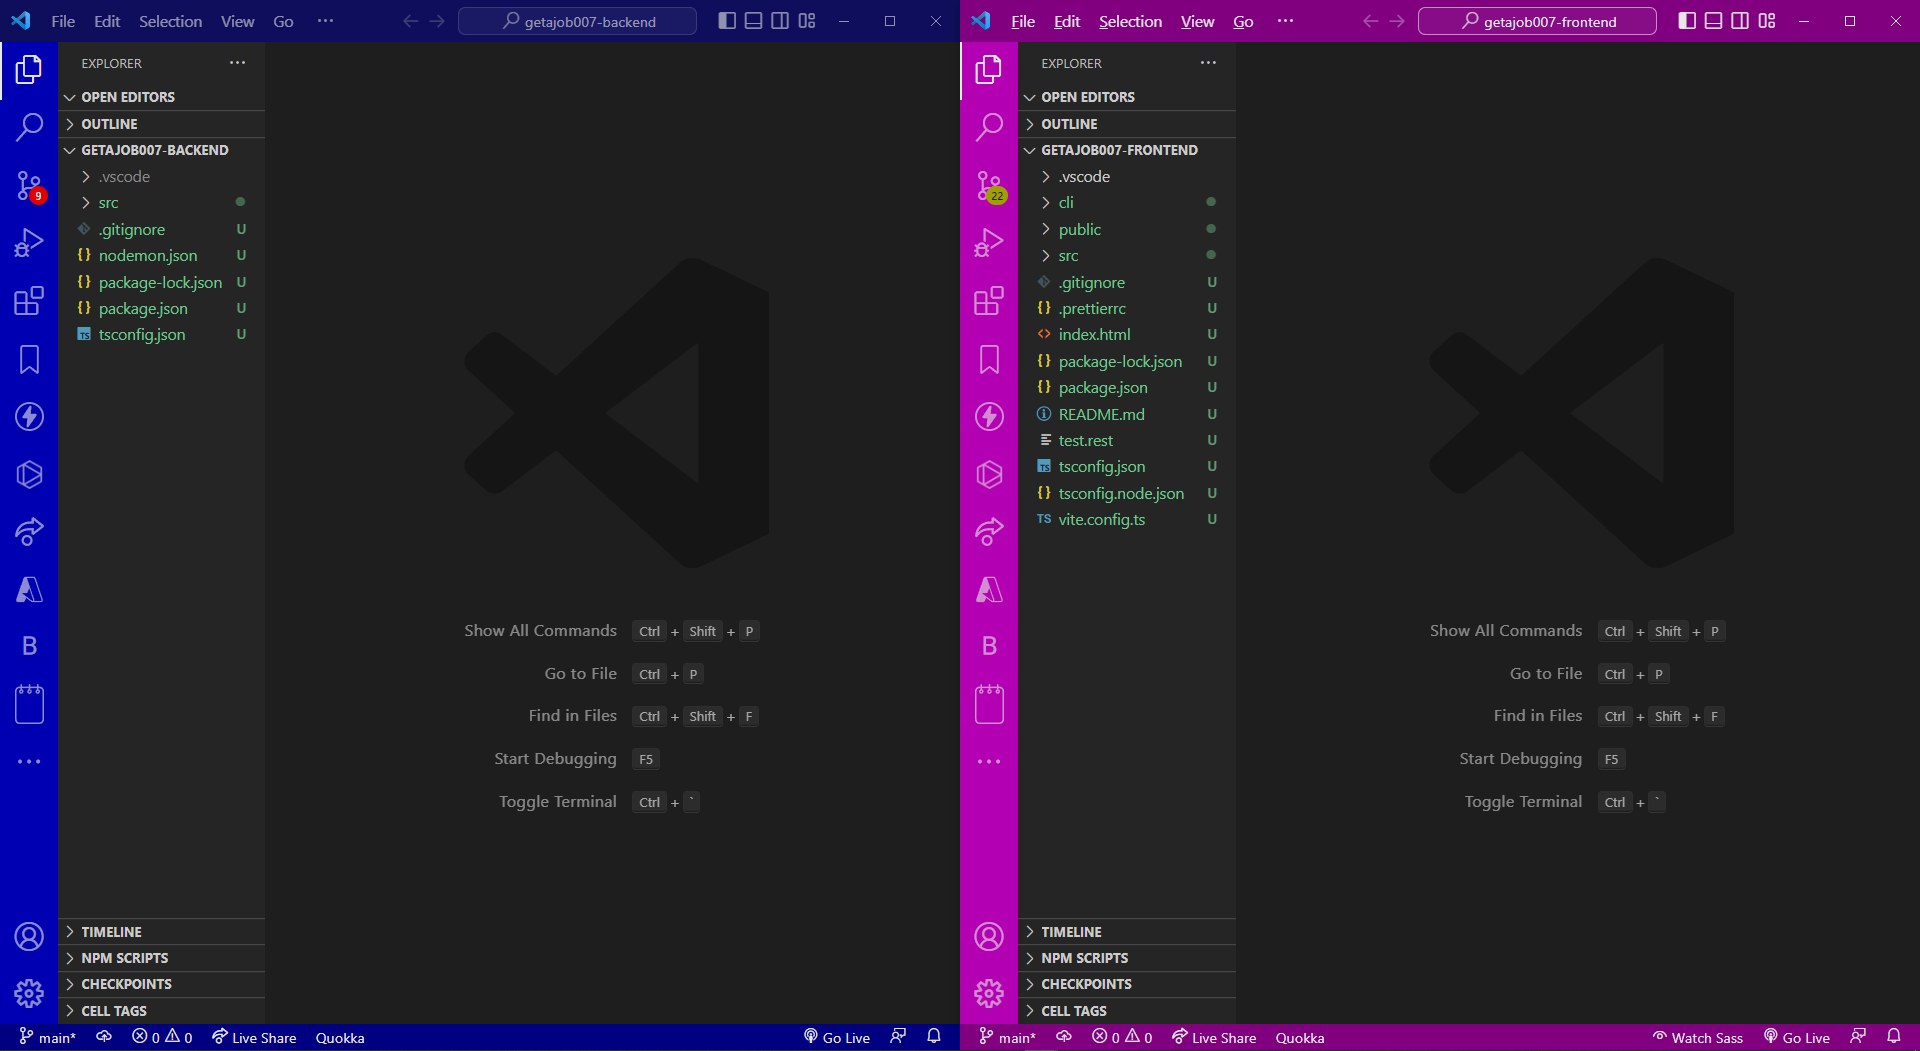 File Edit Selection View Go ··· getajob007-backend
EXPLORER ···
OPEN EDITORS
OUTLINE
GETAJOB007-BACKEND
.vscode
src
.gitignore U
nodemon.json U
package-lock.json U
package.json U
TS tsconfig.json U
9
B
Show All Commands Ctrl + Shift + P
Go to File Ctrl + P
Find in Files Ctrl + Shift + F
Start Debugging F5
Toggle Terminal Ctrl + `
TIMELINE
NPM SCRIPTS
CHECKPOINTS
CELL TAGS
main* 0 0 Live Share Quokka Go Live
File Edit Selection View Go ··· getajob007-frontend
EXPLORER ···
OPEN EDITORS
OUTLINE
GETAJOB007-FRONTEND
.vscode
cli
public
src
.gitignore U
.prettierrc U
index.html U
package-lock.json U
package.json U
README.md U
test.rest U
TS tsconfig.json U
tsconfig.node.json U
TS vite.config.ts U
22
B
Show All Commands Ctrl + Shift + P
Go to File Ctrl + P
Find in Files Ctrl + Shift + F
Start Debugging F5
Toggle Terminal Ctrl + `
TIMELINE
NPM SCRIPTS
CHECKPOINTS
CELL TAGS
main* 0 0 Live Share Quokka Watch Sass Go Live